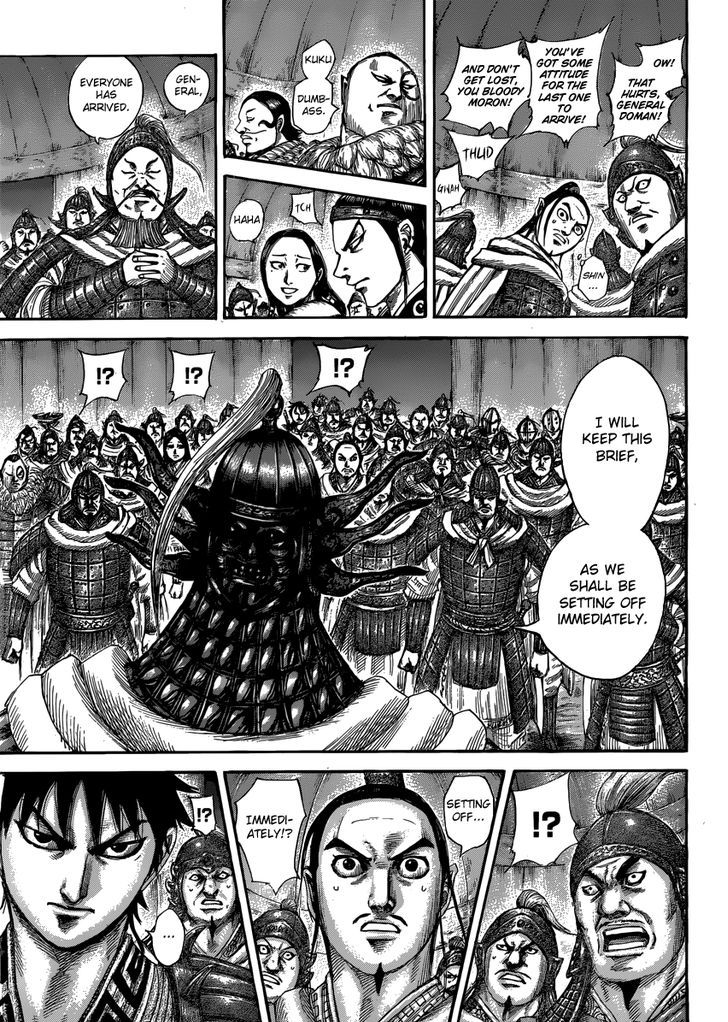 OW!
THAT
HURTS,
GENERAL
DOMAN!
YOU'VE
GOT SOME
ATTITUDE
FOR THE
LAST ONE
TO
ARRIVE!
AND DON'T
GET LOST,
YOU BLOODY
MORON!
THUD
GWAH
SHIN
...
KUKU
DUMB-
ASS.
TCH
HAHA
GEN-
ERAL,
EVERYONE
HAS
ARRIVED.
I WILL
KEEP THIS
BRIEF,
AS WE
SHALL BE
SETTING OFF
IMMEDIATELY.
!?
!?
!?
!?
SETTING
OFF...
IMMEDI-
ATELY!?
!?
....